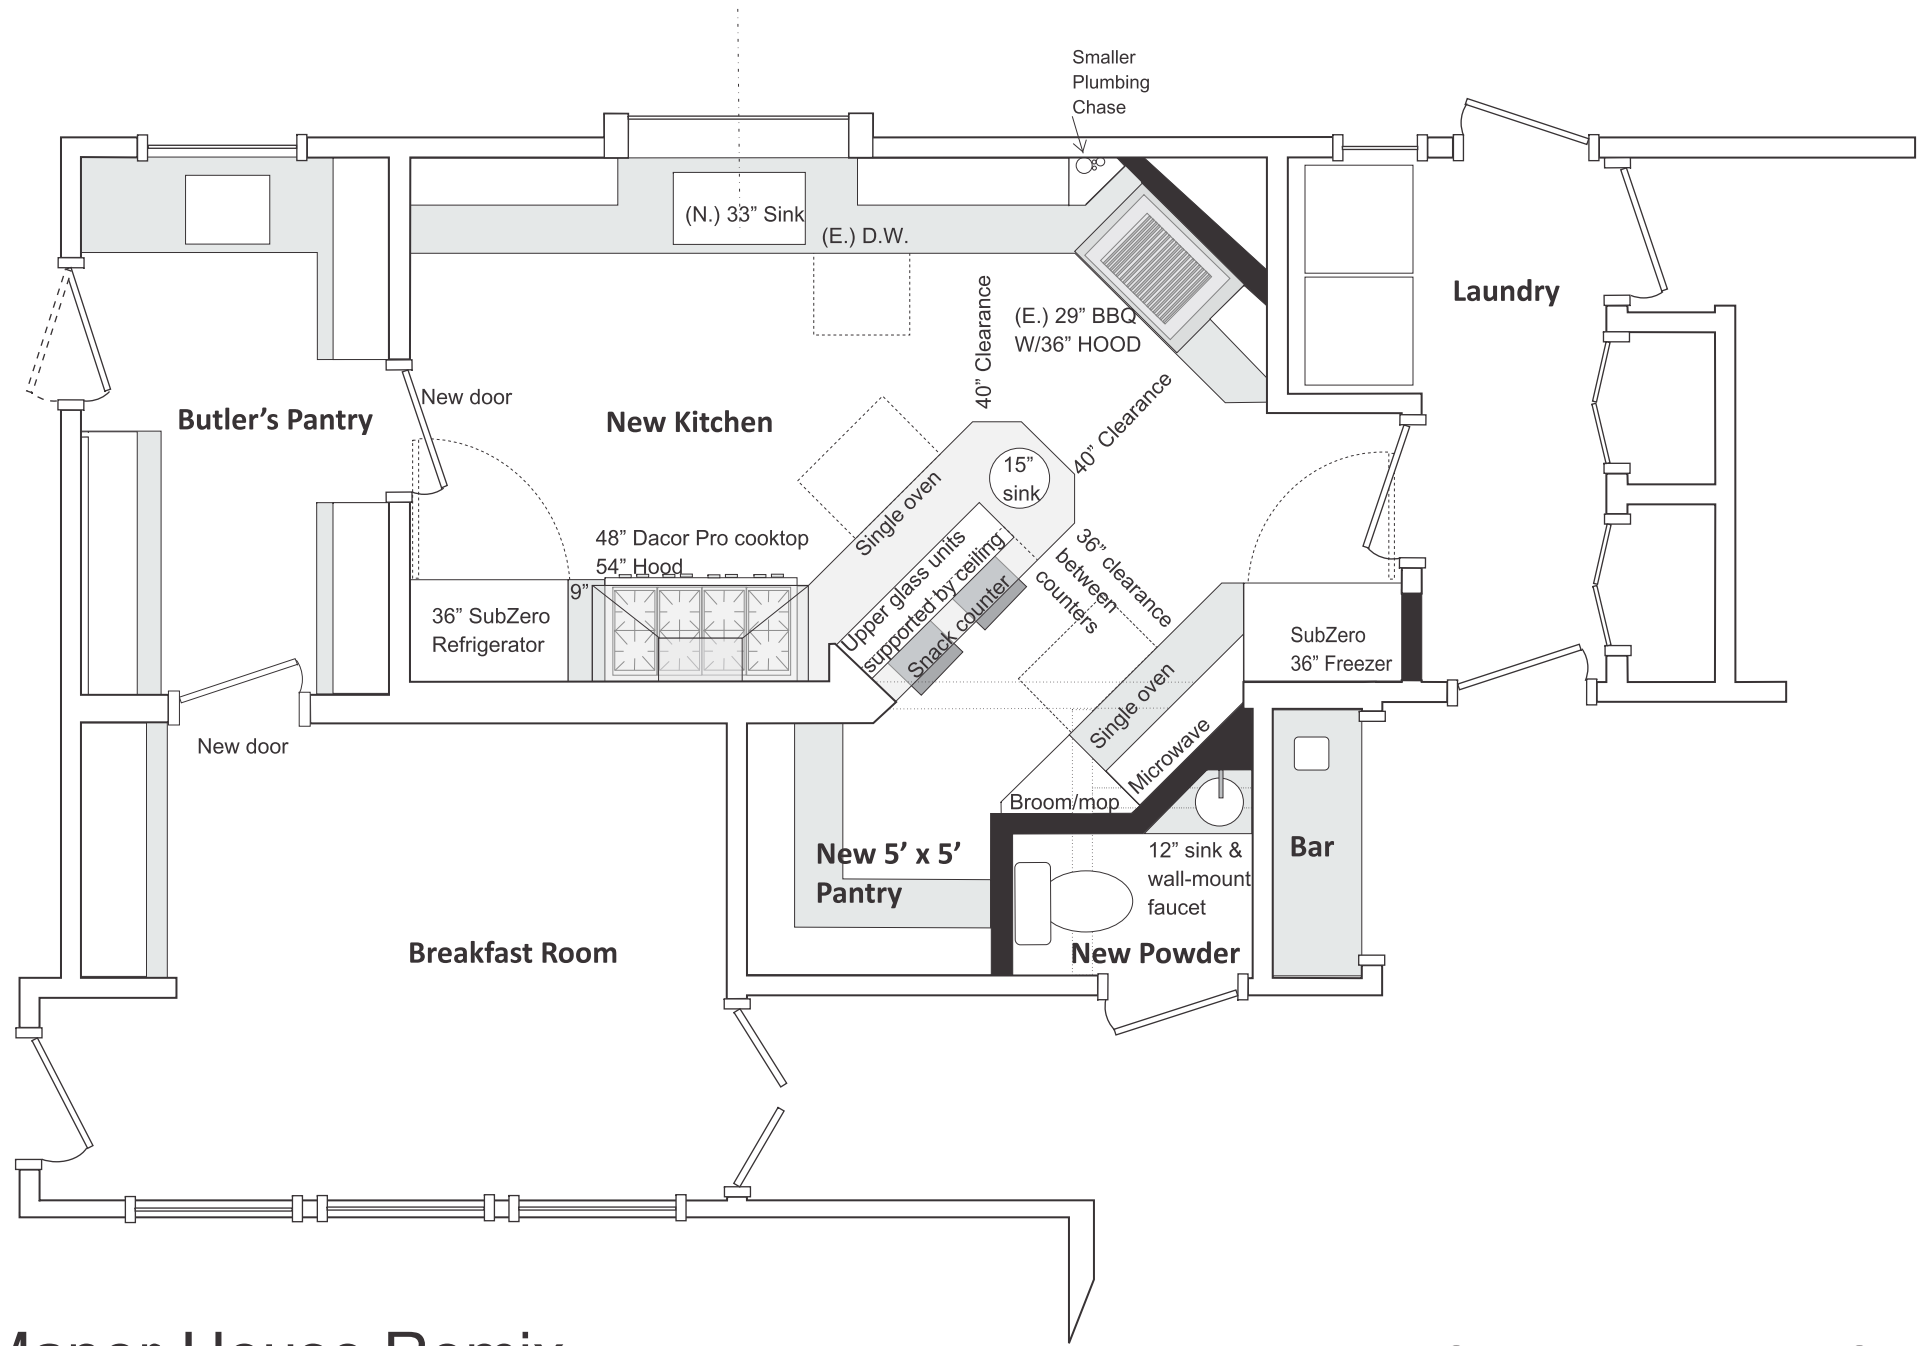 Smaller
Plumbing
Chase
(N.) 33” Sink
(E.) D.W.
Laundry
40” Clearance
(E.) 29” BBQ
W/36” HOOD
New door
Butler’s Pantry
New Kitchen
40” Clearance
15”
sink
Single oven
48” Dacor Pro cooktop
54” Hood
9”
36” SubZero
Refrigerator
Upper glass units
supported by ceiling
Snack counter
36” clearance
between
counters
SubZero
36” Freezer
Single oven
Microwave
New door
Broom/mop
New 5’ x 5’
Pantry
12” sink &
wall-mount
faucet
Bar
Breakfast Room
New Powder
Manor House Remix